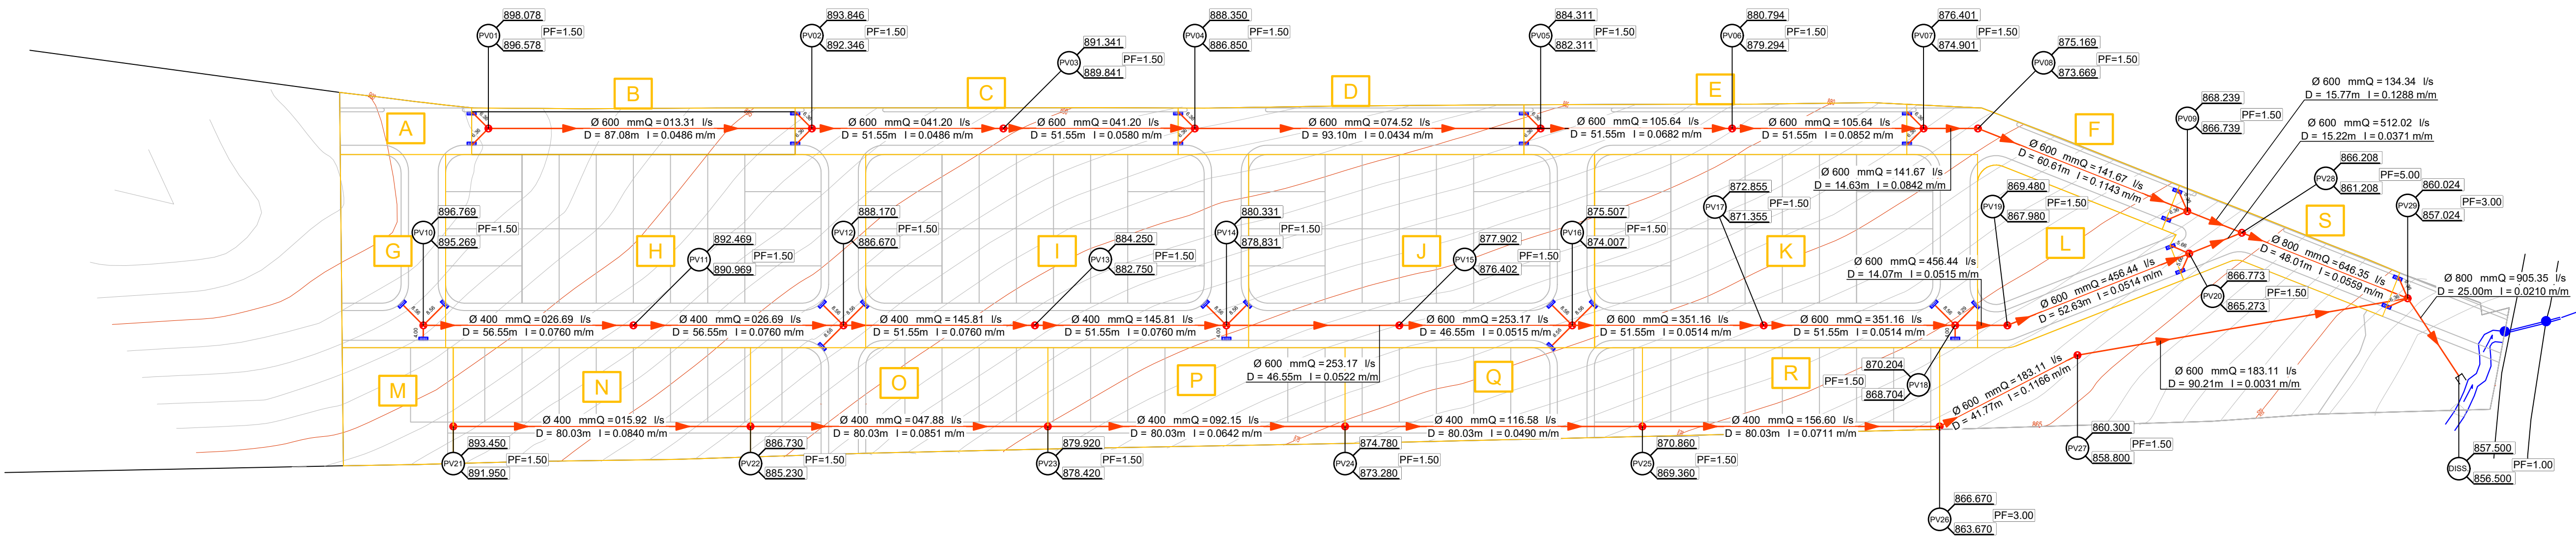 898.078
PV01
PF=1.50
896.578
893.846
PV02
PF=1.50
892.346
891.341
PV03
PF=1.50
889.841
888.350
PV04
PF=1.50
886.850
884.311
PV05
PF=1.50
882.311
880.794
PV06
PF=1.50
879.294
876.401
PV07
PF=1.50
874.901
875.169
PV08
PF=1.50
873.669
868.239
PV09
PF=1.50
866.739
Ø 600 mmQ = 134.34 l/s
D = 15.77m I = 0.1288 m/m
Ø 600 mmQ = 512.02 l/s
D = 15.22m I = 0.0371 m/m
866.208
PV28
PF=5.00
861.208
860.024
PV29
PF=3.00
857.024
A
B
C
D
E
F
Ø 600 mmQ = 013.31 l/s
D = 87.08m I = 0.0486 m/m
Ø 600 mmQ = 041.20 l/s
D = 51.55m I = 0.0486 m/m
Ø 600 mmQ = 041.20 l/s
D = 51.55m I = 0.0580 m/m
Ø 600 mmQ = 074.52 l/s
D = 93.10m I = 0.0434 m/m
Ø 600 mmQ = 105.64 l/s
D = 51.55m I = 0.0682 m/m
Ø 600 mmQ = 105.64 l/s
D = 51.55m I = 0.0852 m/m
Ø 600 mmQ = 141.67 l/s
D = 14.63m I = 0.0842 m/m
Ø 600 mmQ = 141.67 l/s
D = 60.61m I = 0.1143 m/m
896.769
PV10
PF=1.50
895.269
892.469
PV11
PF=1.50
890.969
888.170
PV12
PF=1.50
886.670
884.250
PV13
PF=1.50
882.750
880.331
PV14
PF=1.50
878.831
877.902
PV15
PF=1.50
876.402
875.507
PV16
PF=1.50
874.007
872.855
PV17
PF=1.50
871.355
869.480
PV19
PF=1.50
867.980
G
H
I
J
K
L
S
Ø 600 mmQ = 456.44 l/s
D = 14.07m I = 0.0515 m/m
Ø 600 mmQ = 456.44 l/s
D = 52.63m I = 0.0514 m/m
Ø 800 mmQ = 646.35 l/s
D = 48.01m I = 0.0559 m/m
Ø 800 mmQ = 905.35 l/s
D = 25.00m I = 0.0210 m/m
866.773
PV20
PF=1.50
865.273
Ø 400 mmQ = 026.69 l/s
D = 56.55m I = 0.0760 m/m
Ø 400 mmQ = 026.69 l/s
D = 56.55m I = 0.0760 m/m
Ø 400 mmQ = 145.81 l/s
D = 51.55m I = 0.0760 m/m
Ø 400 mmQ = 145.81 l/s
D = 51.55m I = 0.0760 m/m
Ø 600 mmQ = 253.17 l/s
D = 46.55m I = 0.0522 m/m
Ø 600 mmQ = 253.17 l/s
D = 46.55m I = 0.0515 m/m
Ø 600 mmQ = 351.16 l/s
D = 51.55m I = 0.0514 m/m
Ø 600 mmQ = 351.16 l/s
D = 51.55m I = 0.0514 m/m
870.204
PF=1.50
PV18
868.704
Ø 600 mmQ = 183.11 l/s
D = 41.77m I = 0.1166 m/m
Ø 600 mmQ = 183.11 l/s
D = 90.21m I = 0.0031 m/m
M
N
O
P
Q
R
Ø 400 mmQ = 015.92 l/s
D = 80.03m I = 0.0840 m/m
Ø 400 mmQ = 047.88 l/s
D = 80.03m I = 0.0851 m/m
Ø 400 mmQ = 092.15 l/s
D = 80.03m I = 0.0642 m/m
Ø 400 mmQ = 116.58 l/s
D = 80.03m I = 0.0490 m/m
Ø 400 mmQ = 156.60 l/s
D = 80.03m I = 0.0711 m/m
893.450
PV21
PF=1.50
891.950
886.730
PV22
PF=1.50
885.230
879.920
PV23
PF=1.50
878.420
874.780
PV24
PF=1.50
873.280
870.860
PV25
PF=1.50
869.360
866.670
PV26
PF=3.00
863.670
860.300
PV27
PF=1.50
858.800
857.500
DISS.
PF=1.00
856.500